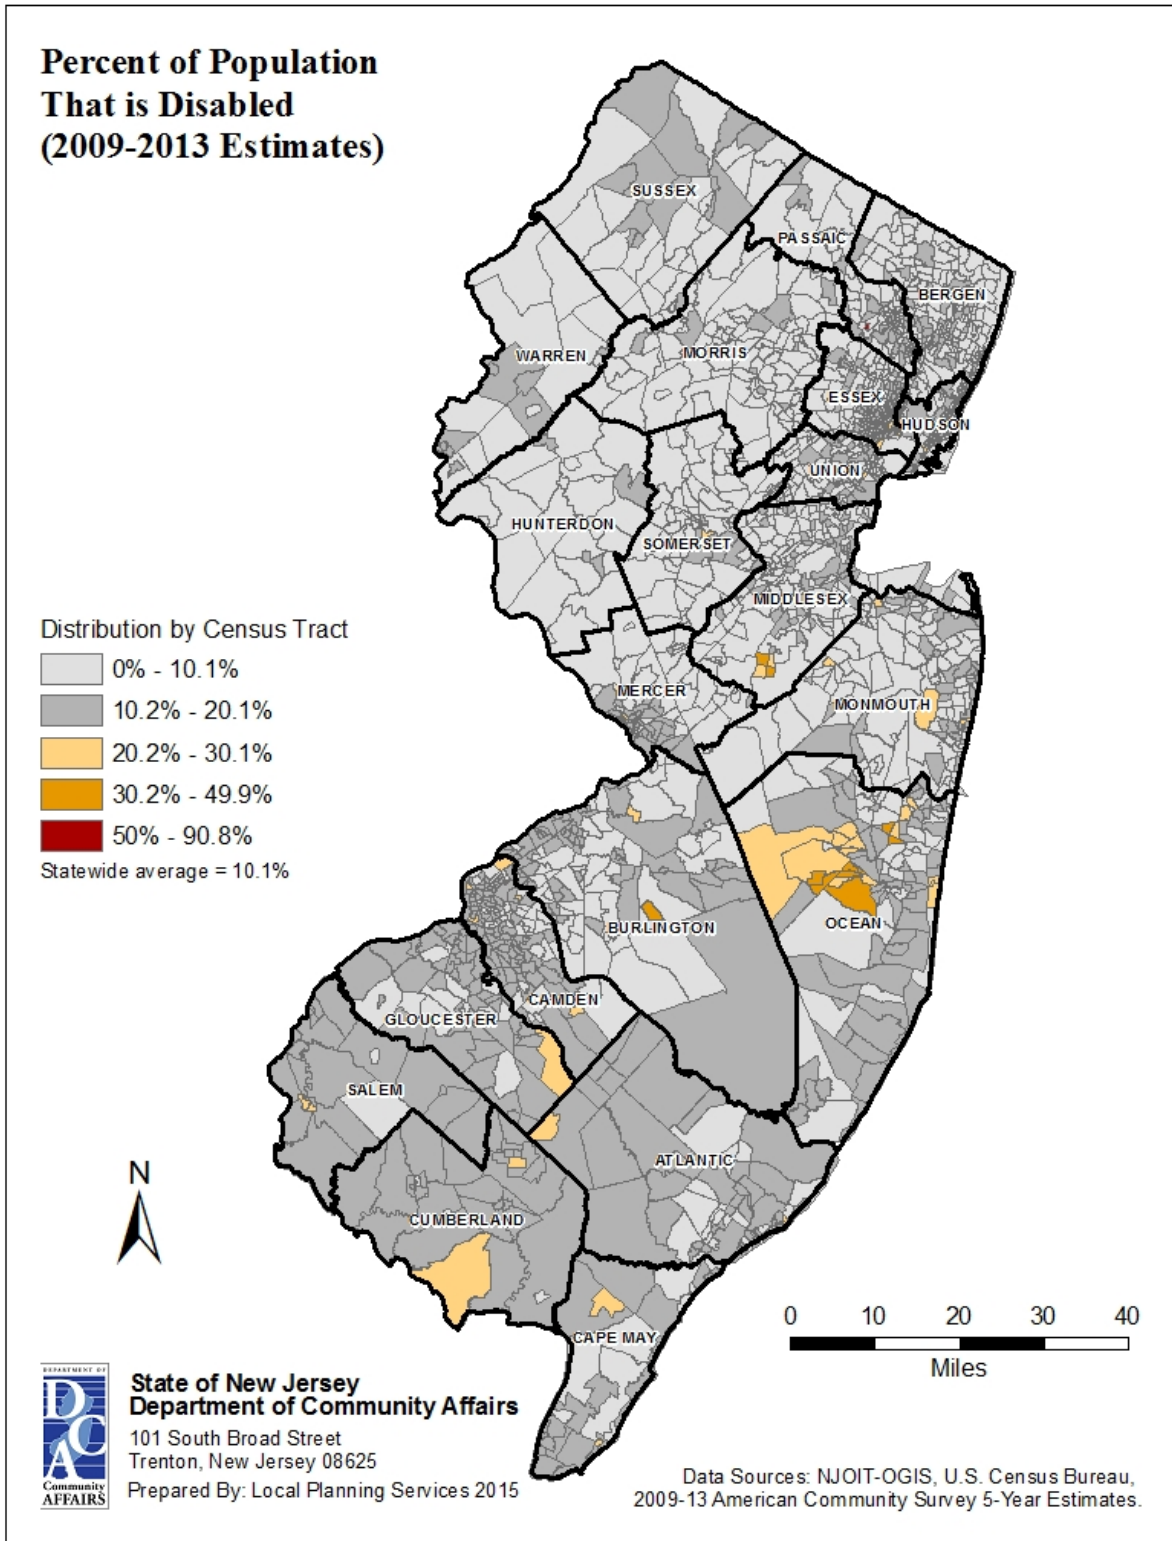 Percent of Population
That is Disabled
(2009-2013 Estimates)
SUSSEX
PASSAIC
BERGEN
WARREN
MORRIS
ESSEX
HUDSON
UNION
HUNTERDON
SOMERSET
MIDDLESEX
MERCER
MONMOUTH
Distribution by Census Tract
0% - 10.1%
10.2% - 20.1%
20.2% - 30.1%
30.2% - 49.9%
50% - 90.8%
Statewide average = 10.1%
OCEAN
BURLINGTON
CAMDEN
GLOUCESTER
SALEM
ATLANTIC
CUMBERLAND
CAPE MAY
N
0 10 20 30 40
Miles
DEPARTMENT OF
DCA
Community
AFFAIRS
State of New Jersey
Department of Community Affairs
101 South Broad Street
Trenton, New Jersey 08625
Prepared By: Local Planning Services 2015
Data Sources: NJOIT-OGIS, U.S. Census Bureau,
2009-13 American Community Survey 5-Year Estimates.